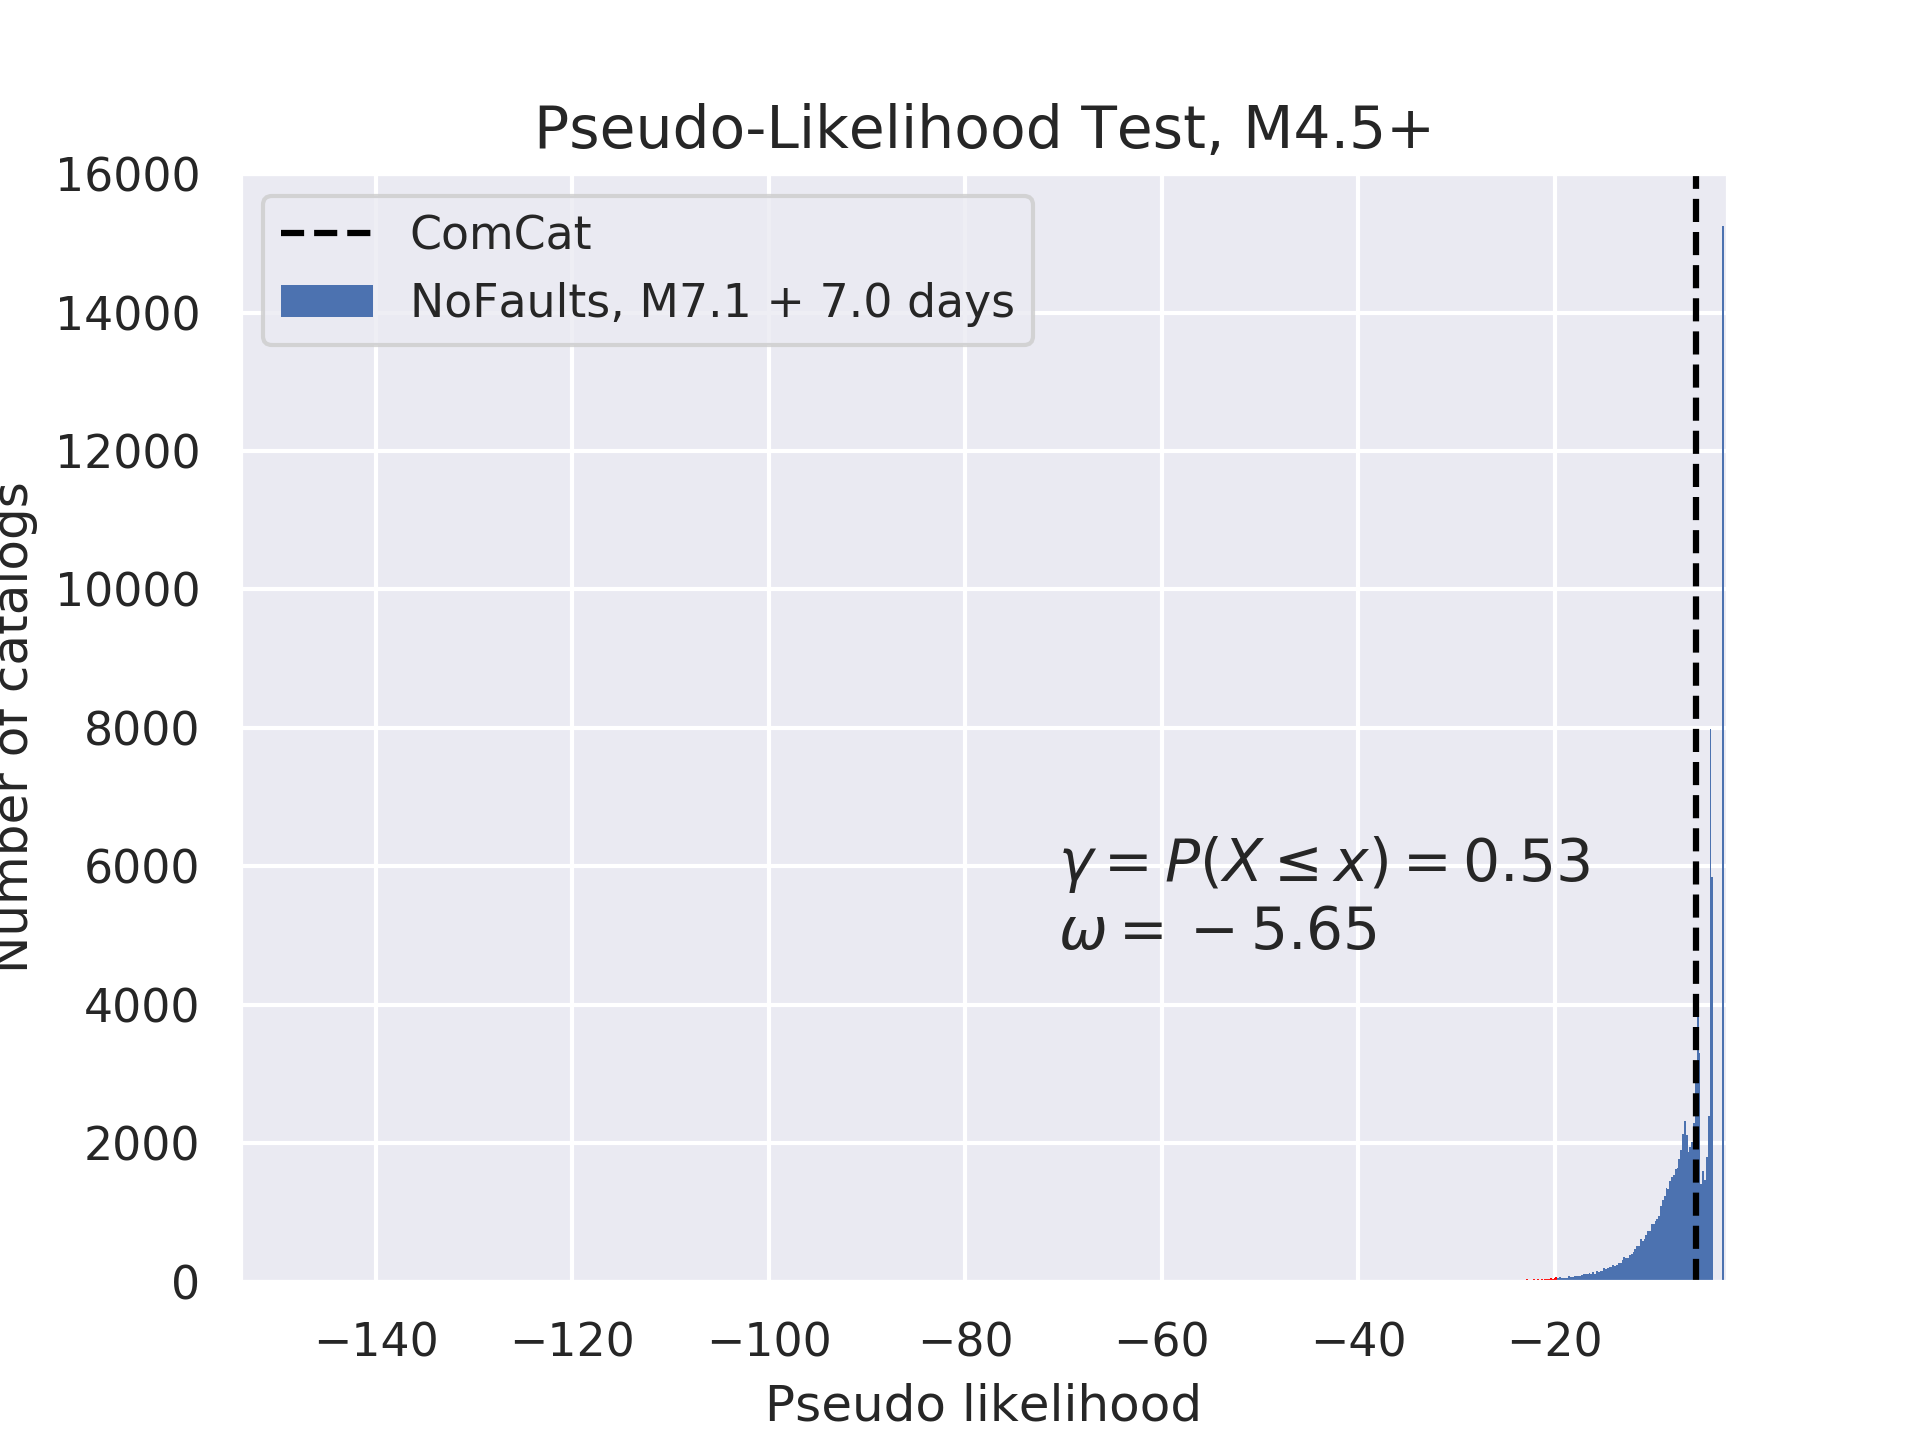 Pseudo-Likelihood Test, M4.5+
16000
14000
12000
10000
8000
6000
4000
2000
0
Number of catalogs
ComCat
NoFaults, M7.1 + 7.0 days
γ = P(X ≤ x) = 0.53
ω = − 5.65
−140 −120 −100 −80 −60 −40 −20
Pseudo likelihood